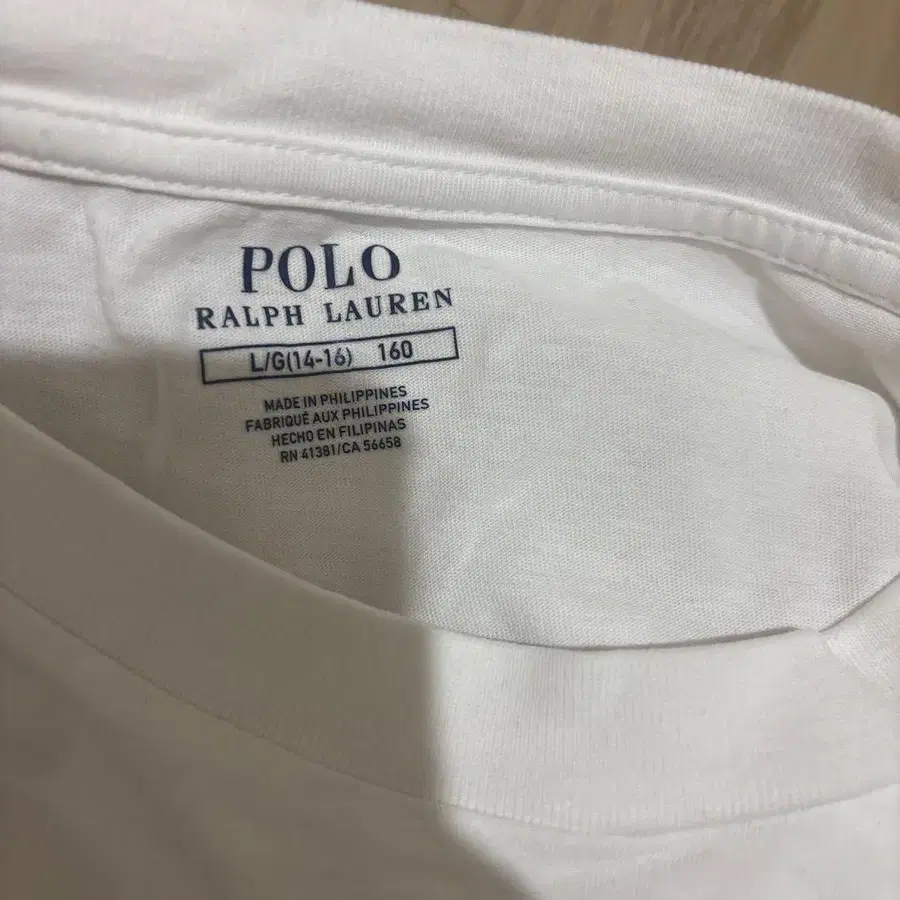 POLO
RALPH LAUREN
L/G(14-16) 160
MADE IN PHILIPPINES
FABRIQUÉ AUX PHILIPPINES
HECHO EN FILIPINAS
RN 41381/CA 56658